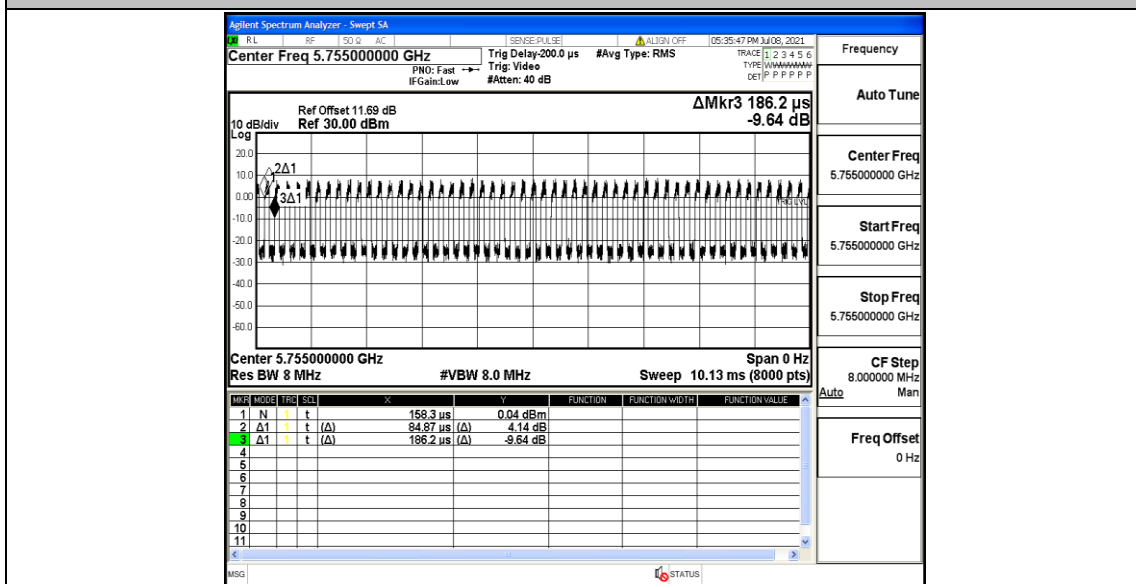 Agilent Spectrum Analyzer - Swept SA
RL RF 50 Ω AC SENSE:PULSE ALIGN OFF 05:35:47 PM Jul 08, 2021
Center Freq 5.755000000 GHz
PNO: Fast
IFGain:Low
Trig Delay-200.0 µs
Trig: Video
#Atten: 40 dB
#Avg Type: RMS
TRACE 1 2 3 4 5 6
TYPE
DET P P P P P P
ΔMkr3 186.2 µs
-9.64 dB
Ref Offset 11.69 dB
10 dB/div Ref 30.00 dBm
Log
20.0
10.0
0.00
-10.0
-20.0
-30.0
-40.0
-50.0
-60.0
2Δ1
3Δ1
TRIG LVL
Center 5.755000000 GHz Span 0 Hz
Res BW 8 MHz #VBW 8.0 MHz Sweep 10.13 ms (8000 pts)
MKR MODE TRC SCL X Y FUNCTION FUNCTION WIDTH FUNCTION VALUE
1 N 1 t 158.3 µs 0.04 dBm
2 Δ1 1 t (Δ) 84.87 µs (Δ) 4.14 dB
3 Δ1 1 t (Δ) 186.2 µs (Δ) -9.64 dB
4
5
6
7
8
9
10
11
MSG STATUS
Frequency
Auto Tune
Center Freq
5.755000000 GHz
Start Freq
5.755000000 GHz
Stop Freq
5.755000000 GHz
CF Step
8.000000 MHz
Auto Man
Freq Offset
0 Hz